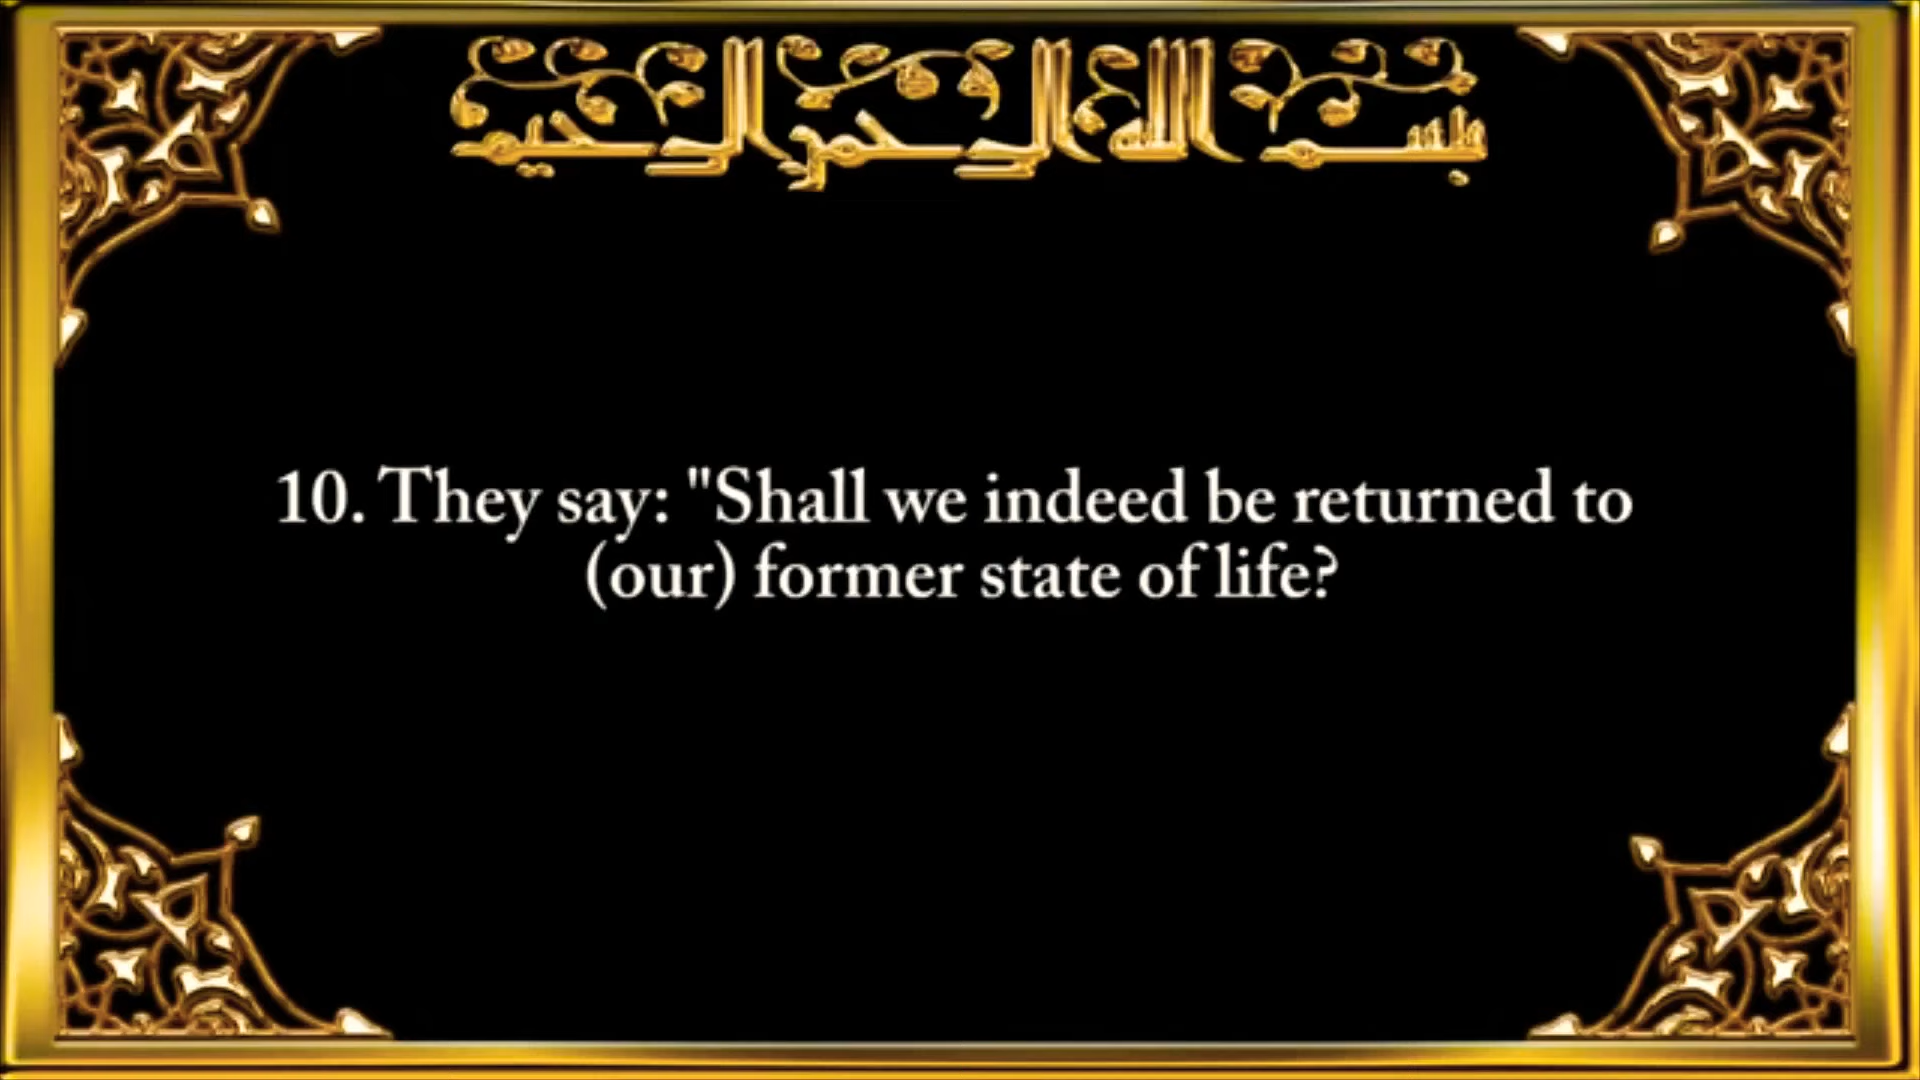 بسم الله الرحمن الرحيم
10. They say: "Shall we indeed be returned to
(our) former state of life?